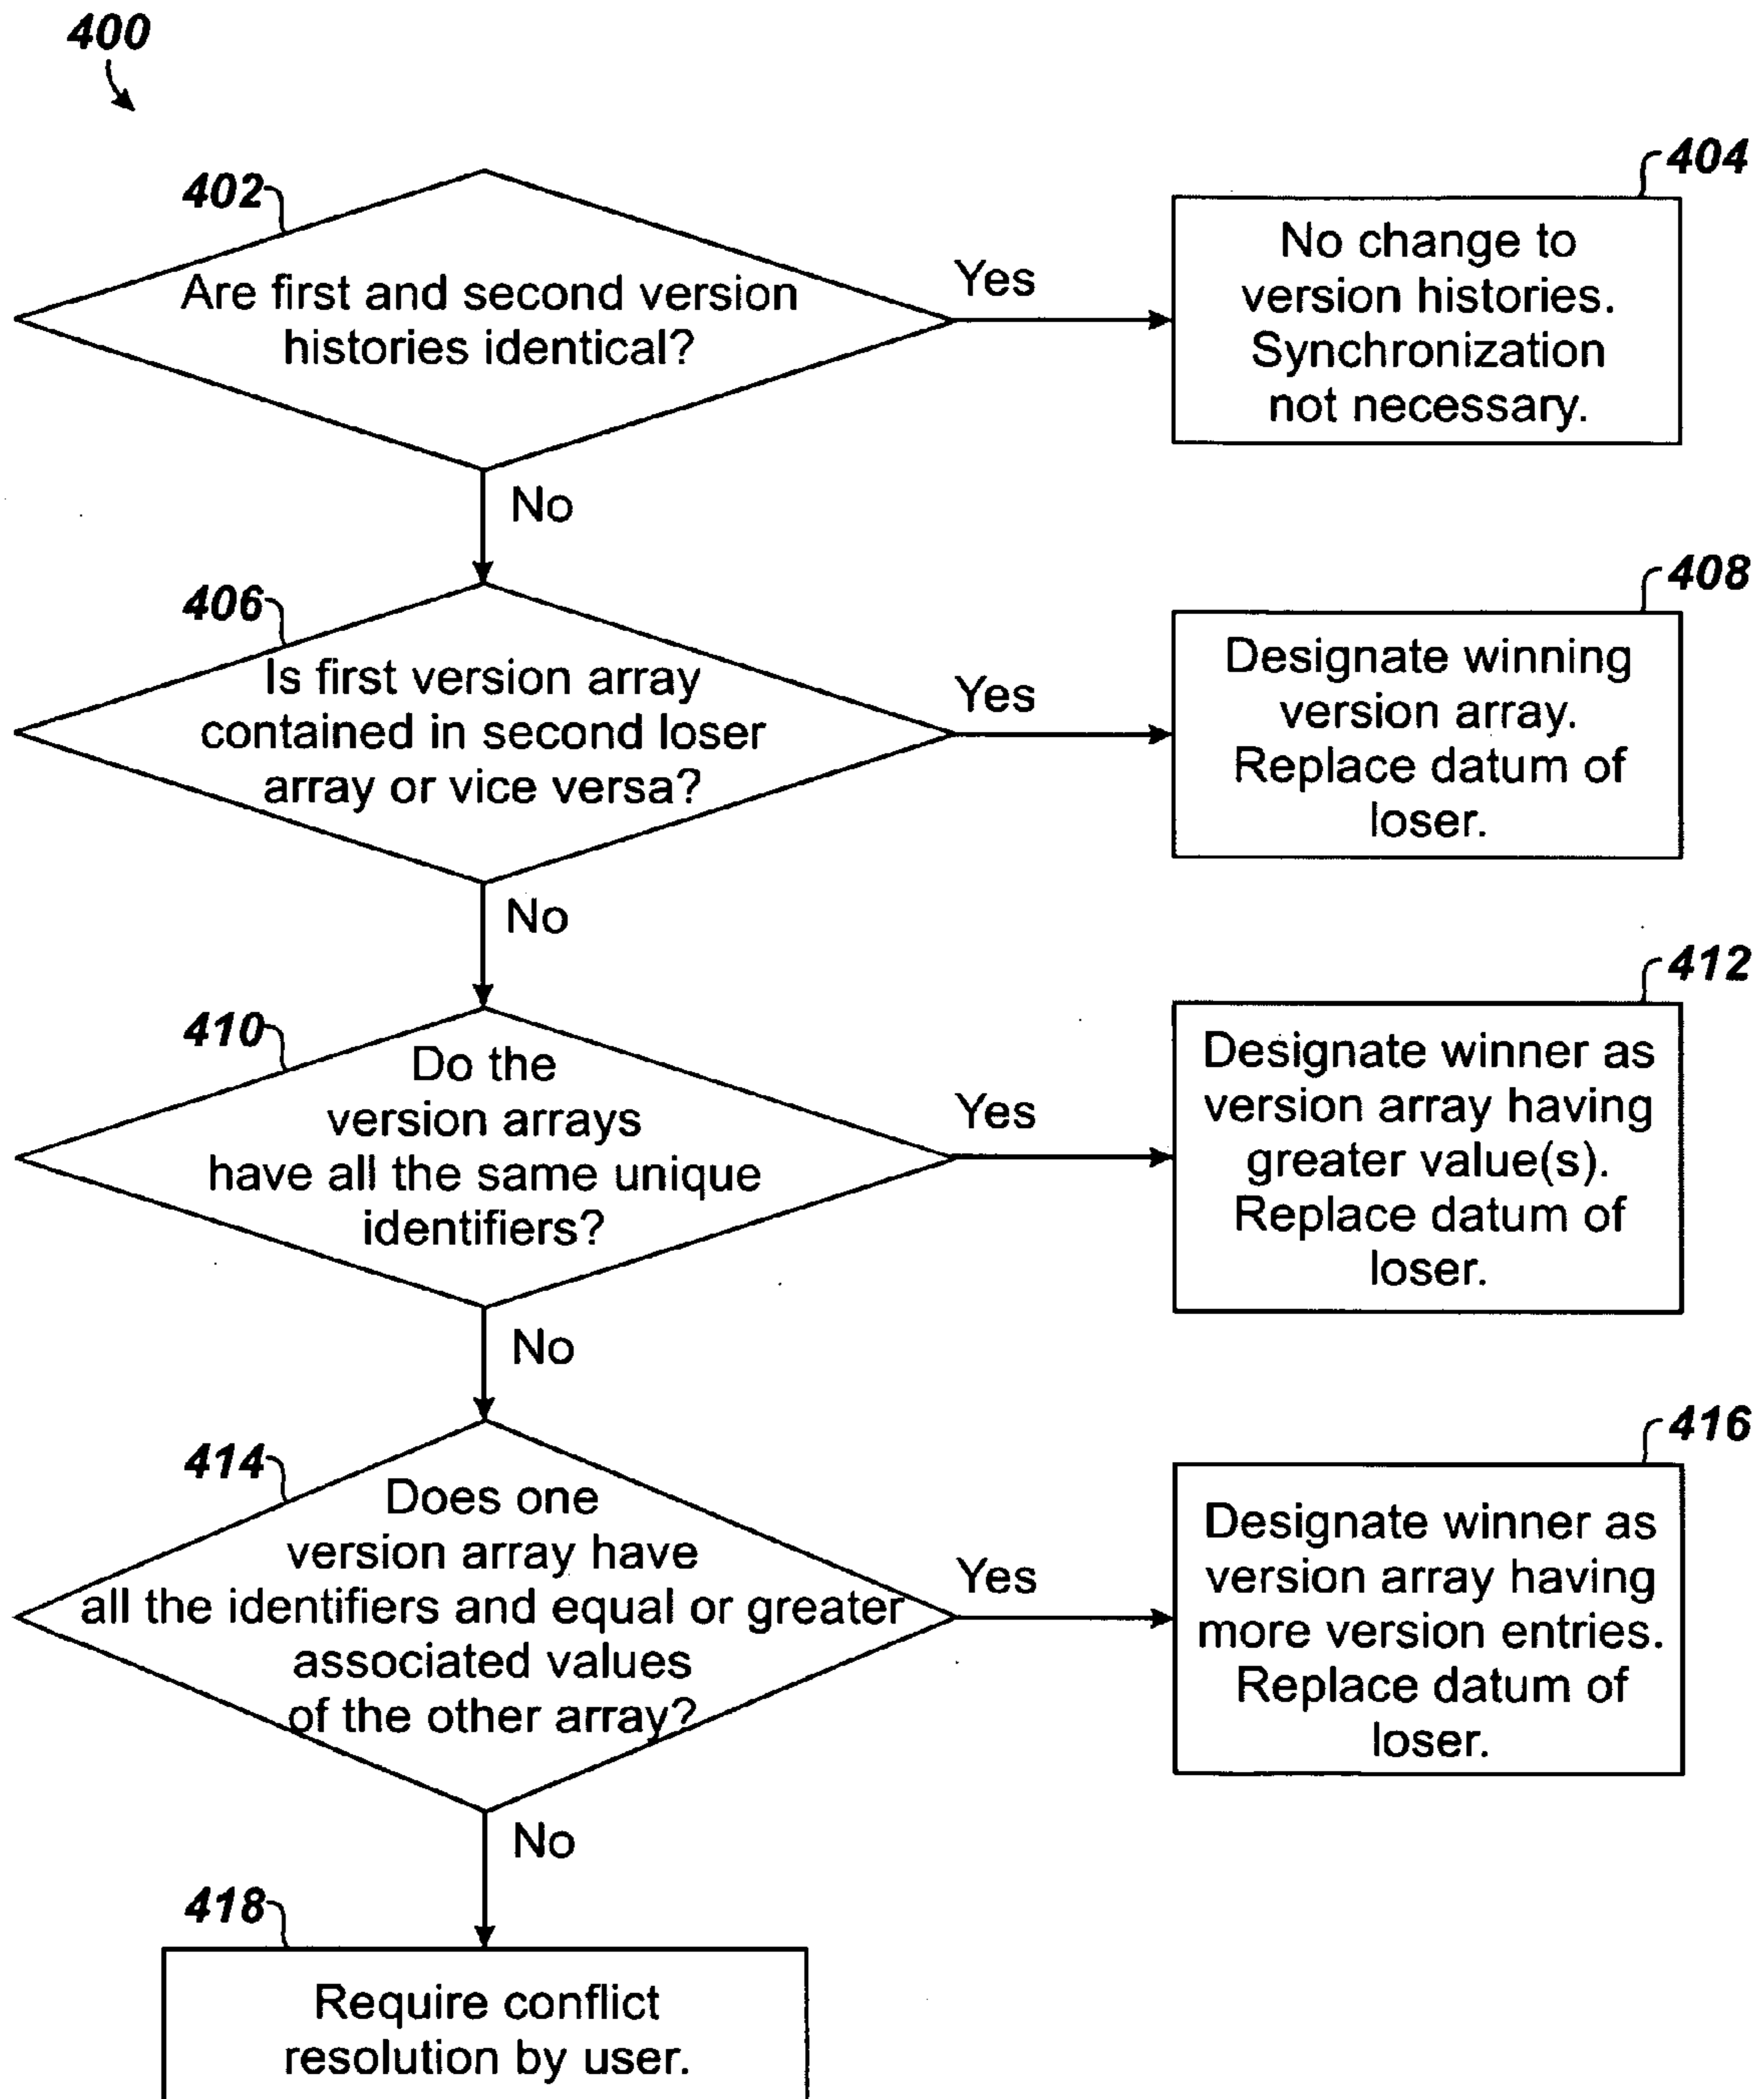 400
402
Are first and second version
histories identical?
Yes
404
No change to
version histories.
Synchronization
not necessary.
No
406
Is first version array
contained in second loser
array or vice versa?
Yes
408
Designate winning
version array.
Replace datum of
loser.
No
410
Do the
version arrays
have all the same unique
identifiers?
Yes
412
Designate winner as
version array having
greater value(s).
Replace datum of
loser.
No
414
Does one
version array have
all the identifiers and equal or greater
associated values
of the other array?
Yes
416
Designate winner as
version array having
more version entries.
Replace datum of
loser.
No
418
Require conflict
resolution by user.